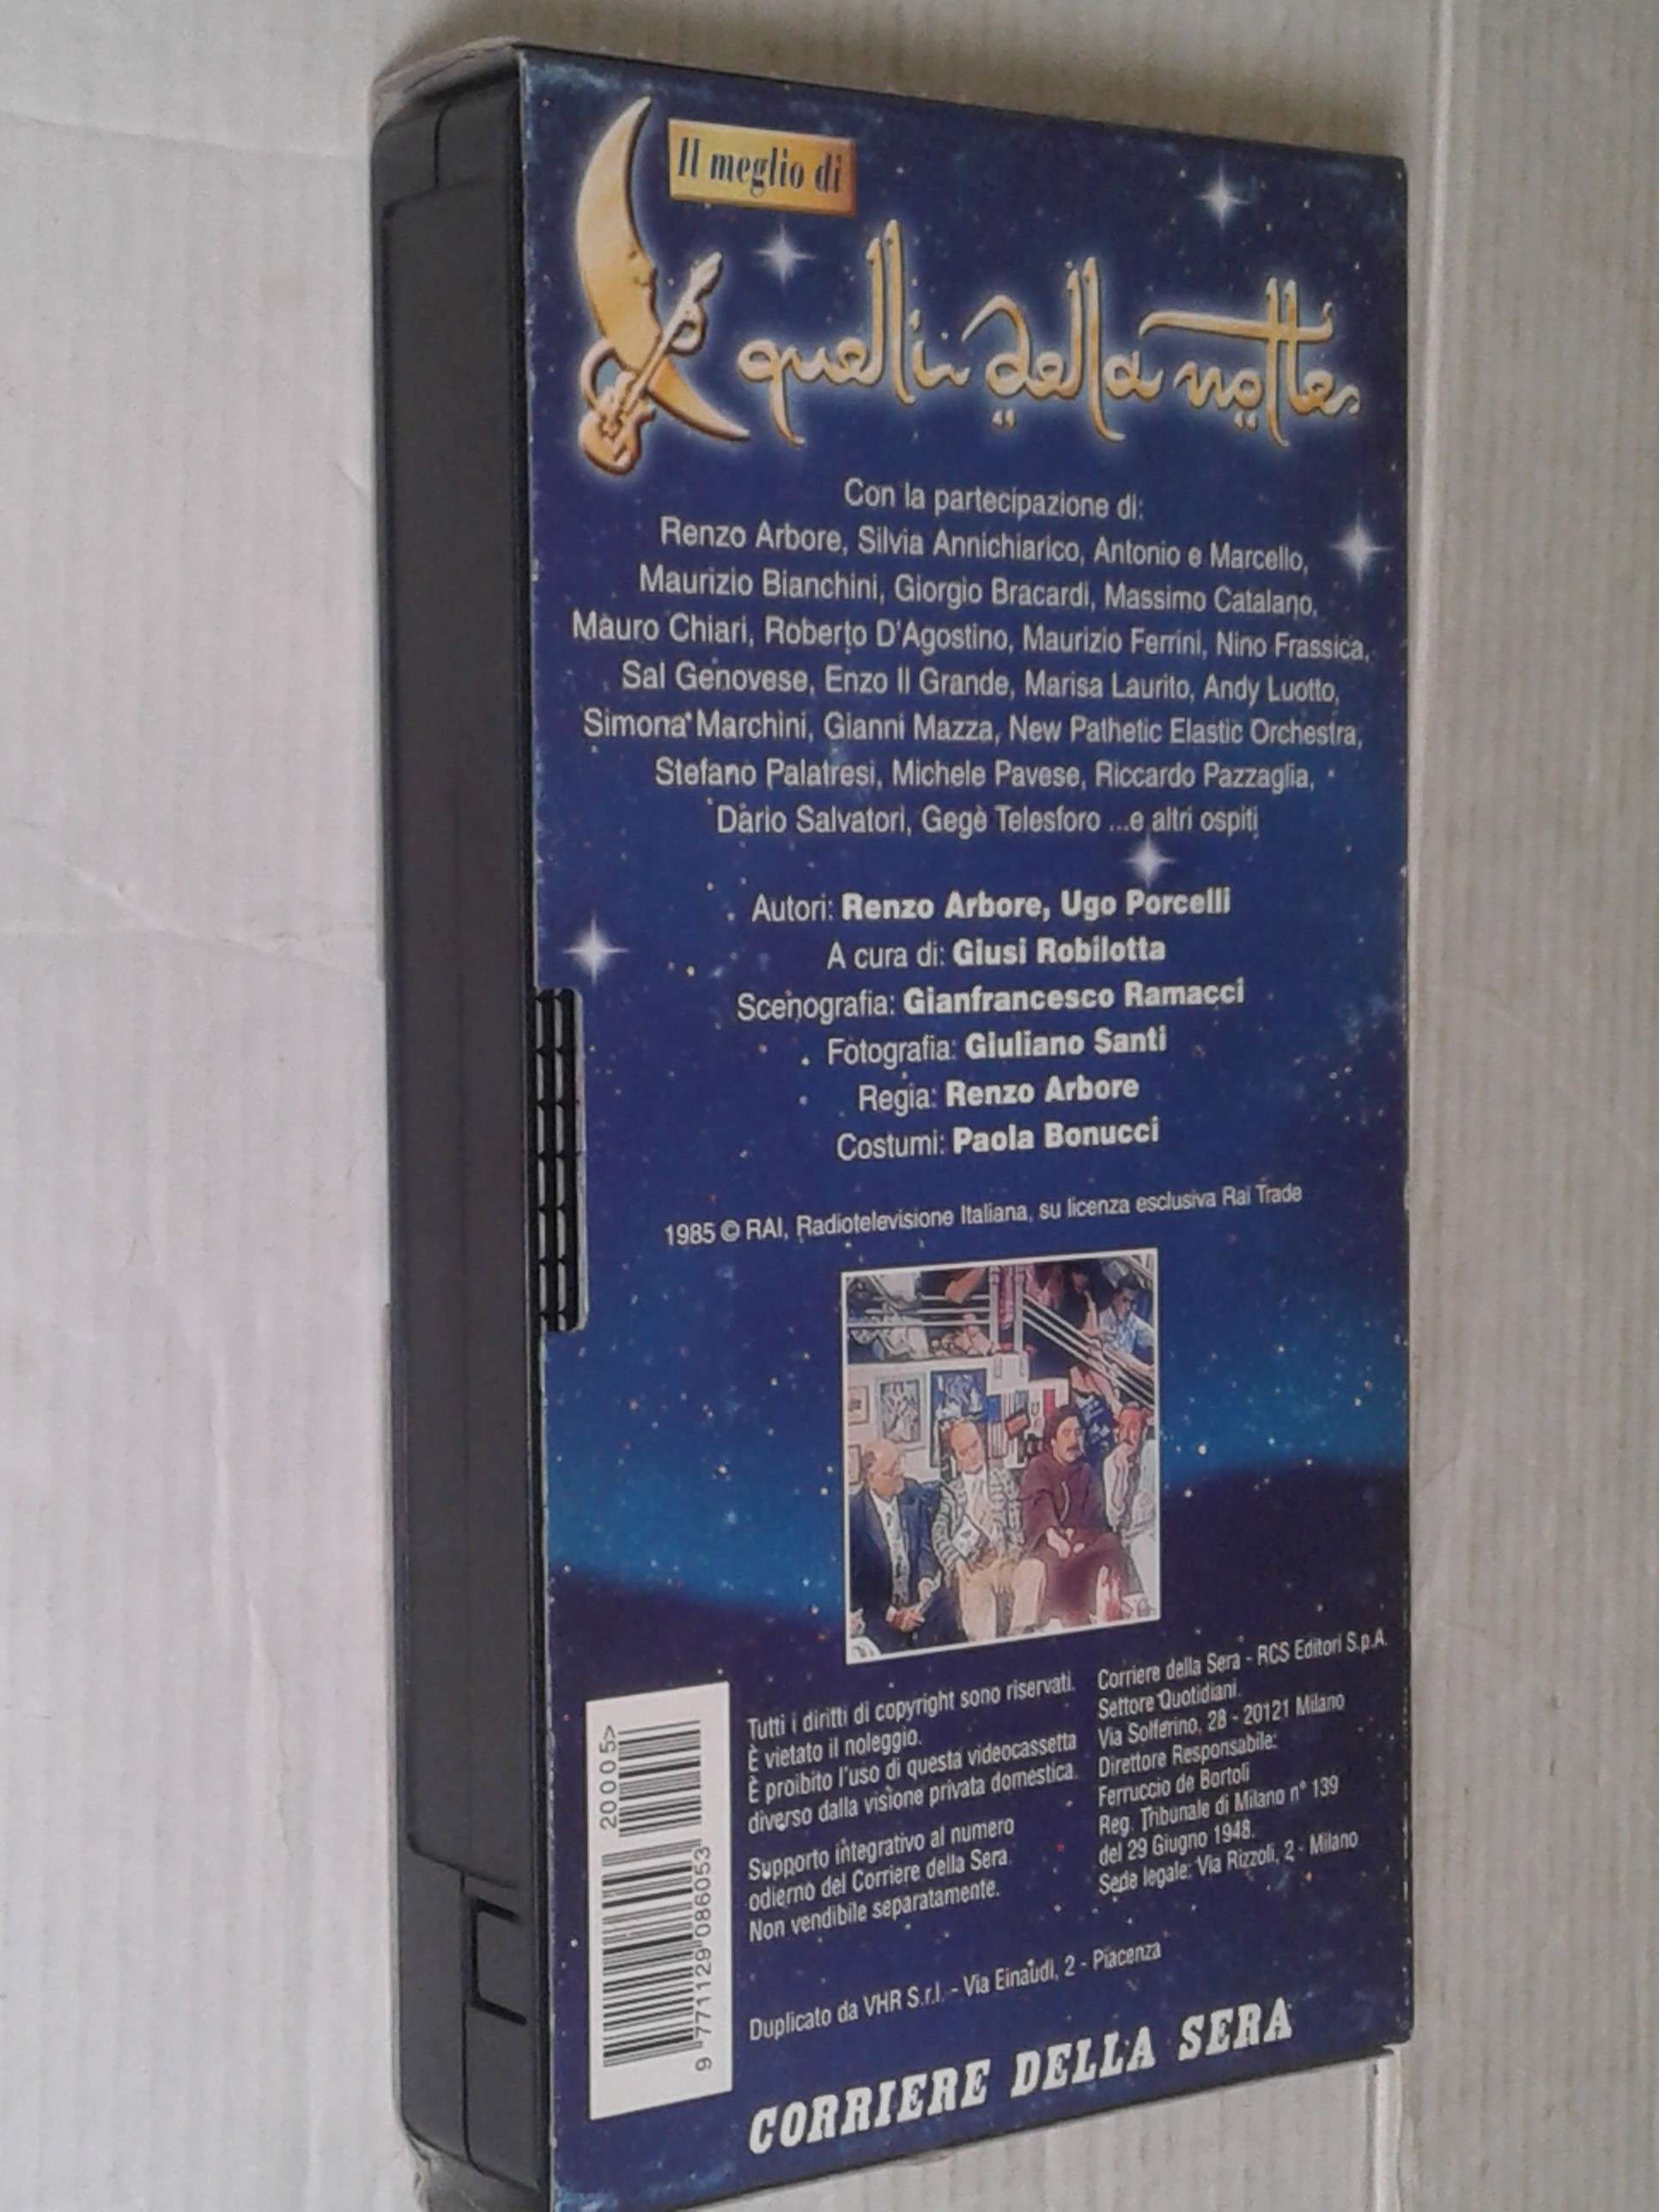 Il meglio di
quelli della notte
Con la partecipazione di:
Renzo Arbore, Silvia Annichiarico, Antonio e Marcello,
Maurizio Bianchini, Giorgio Bracardi, Massimo Catalano,
Mauro Chiari, Roberto D'Agostino, Maurizio Ferrini, Nino Frassica,
Sal Genovese, Enzo Il Grande, Marisa Laurito, Andy Luotto,
Simona Marchini, Gianni Mazza, New Pathetic Elastic Orchestra,
Stefano Palatresi, Michele Pavese, Riccardo Pazzaglia,
Dario Salvatori, Gegè Telesforo ...e altri ospiti
Autori: Renzo Arbore, Ugo Porcelli
A cura di: Giusi Robilotta
Scenografia: Gianfrancesco Ramacci
Fotografia: Giuliano Santi
Regia: Renzo Arbore
Costumi: Paola Bonucci
1985 © RAI, Radiotelevisione Italiana, su licenza esclusiva Rai Trade
Tutti i diritti di copyright sono riservati.
È vietato il noleggio.
È proibito l'uso di questa videocassetta
diverso dalla visione privata domestica.
Supporto integrativo al numero
odierno del Corriere della Sera.
Non vendibile separatamente.
Corriere della Sera - RCS Editori S.p.A.
Settore Quotidiani.
Via Solferino, 28 - 20121 Milano
Direttore Responsabile:
Ferruccio de Bortoli
Reg. Tribunale di Milano n° 139
del 29 Giugno 1948.
Sede legale: Via Rizzoli, 2 - Milano
Duplicato da VHR S.r.l. - Via Einaudi, 2 - Piacenza
CORRIERE DELLA SERA
9 771129 086053
20005>